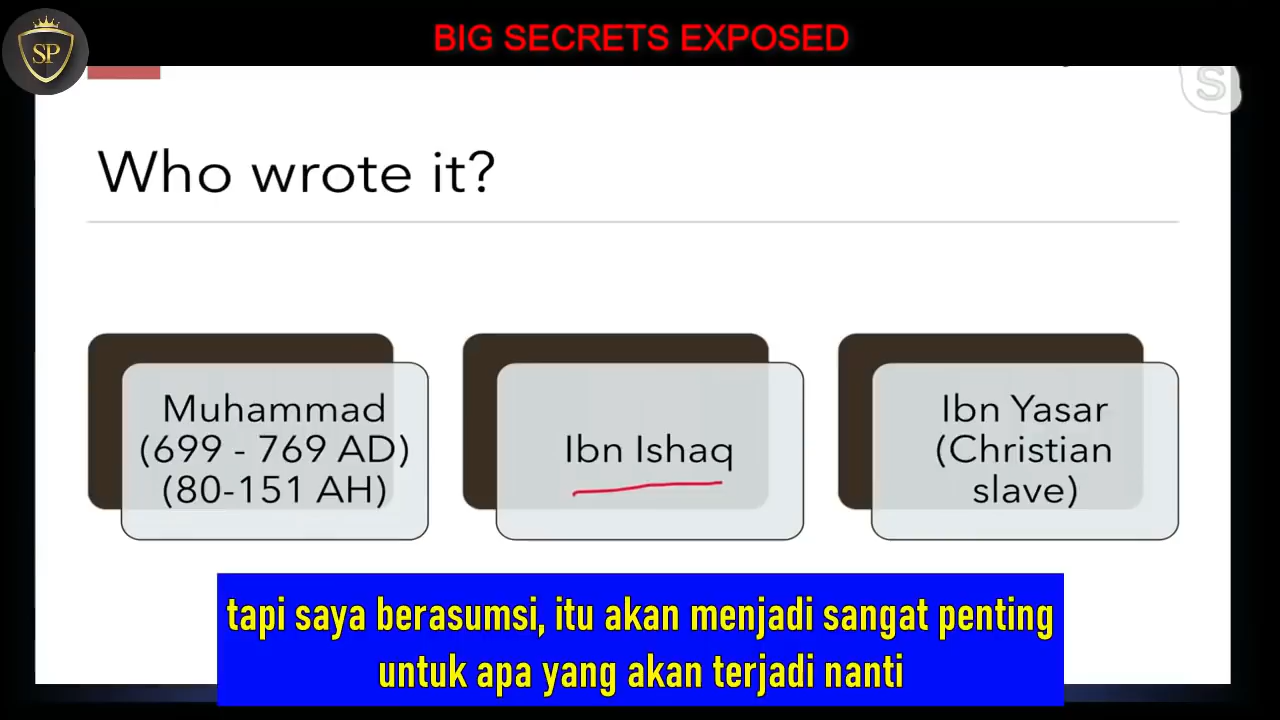 SP
BIG SECRETS EXPOSED
S
Who wrote it?
Muhammad
(699 - 769 AD)
(80-151 AH)
Ibn Ishaq
Ibn Yasar
(Christian
slave)
tapi saya berasumsi, itu akan menjadi sangat penting
untuk apa yang akan terjadi nanti